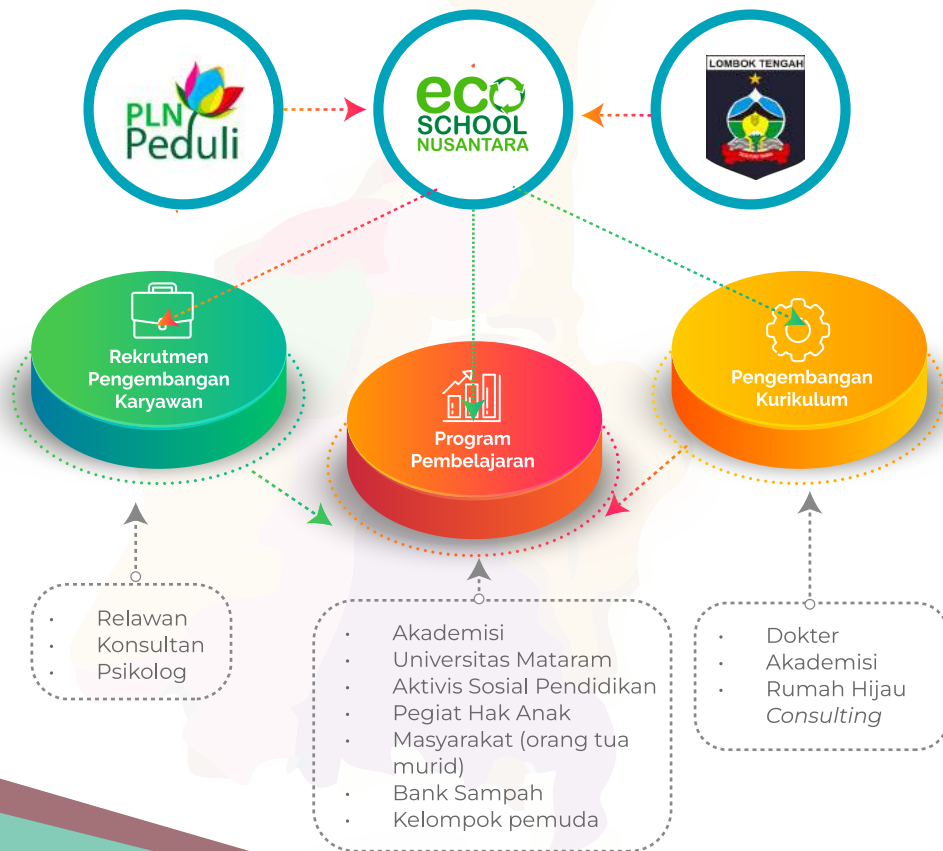 PLN
Peduli
eco
SCHOOL
NUSANTARA
LOMBOK TENGAH
Rekrutmen
Pengembangan
Karyawan
Program
Pembelajaran
Pengembangan
Kurikulum
· Relawan
· Konsultan
· Psikolog
· Akademisi
· Universitas Mataram
· Aktivis Sosial Pendidikan
· Pegiat Hak Anak
· Masyarakat (orang tua
murid)
· Bank Sampah
· Kelompok pemuda
· Dokter
· Akademisi
· Rumah Hijau
Consulting